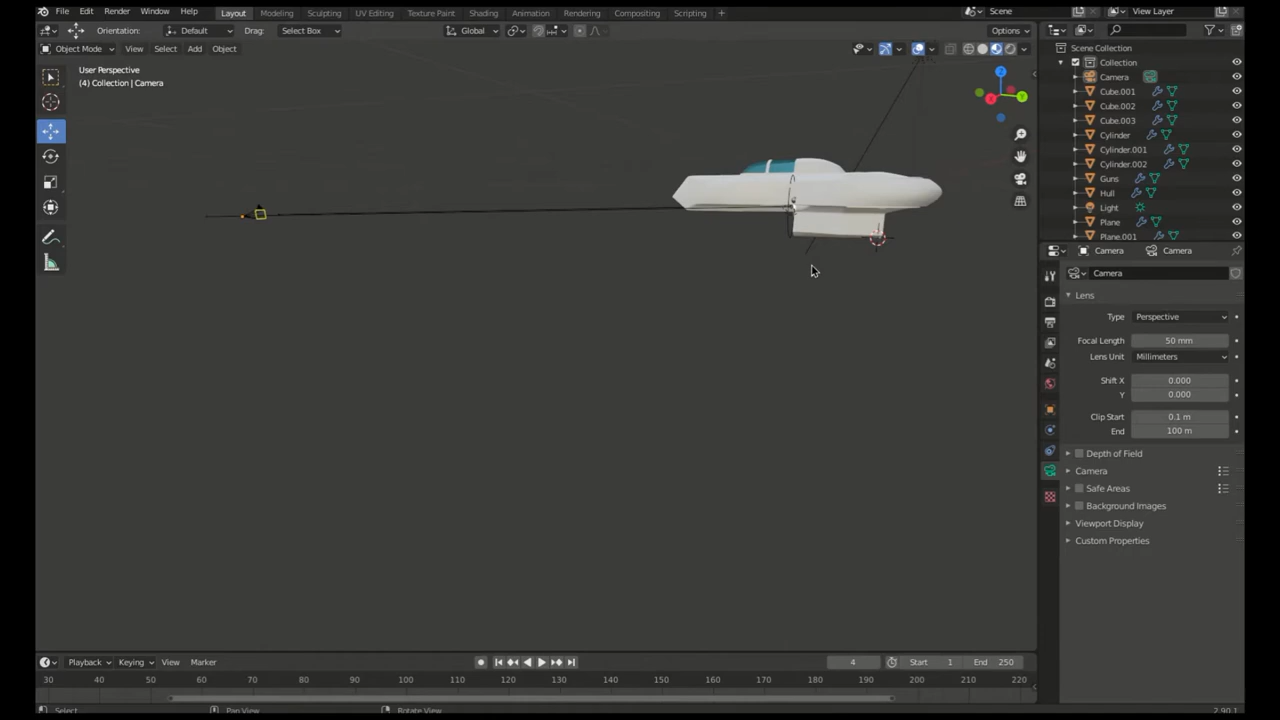 File Edit Render Window Help Layout Modeling Sculpting UV Editing Texture Paint Shading Animation Rendering Compositing Scripting + Scene View Layer
Orientation: Default Drag: Select Box Global Options
Object Mode View Select Add Object
User Perspective
(4) Collection | Camera
Z
X
Y
Scene Collection
Collection
Camera
Cube.001
Cube.002
Cube.003
Cylinder
Cylinder.001
Cylinder.002
Guns
Hull
Light
Plane
Plane.001
Camera Camera
Camera
Lens
Type Perspective
Focal Length 50 mm
Lens Unit Millimeters
Shift X 0.000
Y 0.000
Clip Start 0.1 m
End 100 m
Depth of Field
Camera
Safe Areas
Background Images
Viewport Display
Custom Properties
Playback Keying View Marker 4 Start 1 End 250
30 40 50 60 70 80 90 100 110 120 130 140 150 160 170 180 190 200 210 220
Select Pan View Rotate View 2.90.1